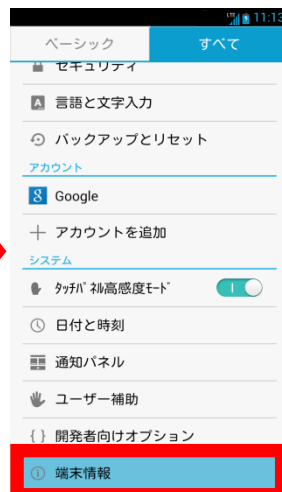 LTE 11:13
ベーシック すべて
セキュリティ
A 言語と文字入力
バックアップとリセット
アカウント
8 Google
アカウントを追加
システム
ﾀｯﾁﾊﾟﾈﾙ高感度ﾓｰﾄﾞ
日付と時刻
通知パネル
ユーザー補助
{ } 開発者向けオプション
端末情報